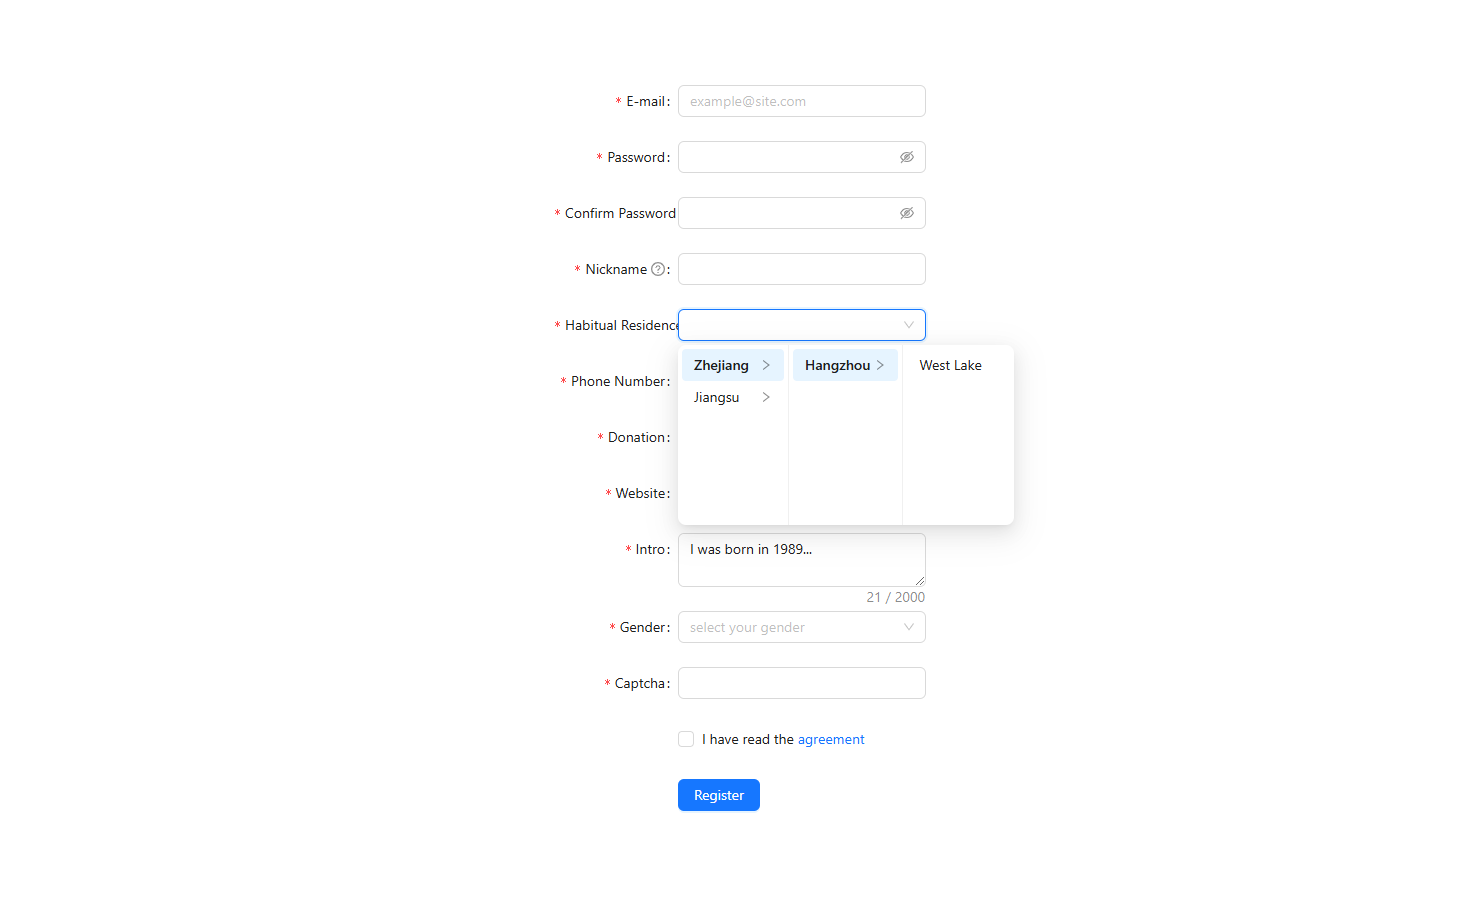 * E-mail: example@site.com
* Password:
* Confirm Password
* Nickname ?:
* Habitual Residence
Zhejiang Hangzhou West Lake
* Phone Number:
Jiangsu
* Donation:
* Website:
* Intro: I was born in 1989...
21 / 2000
* Gender: select your gender
* Captcha:
I have read the agreement
Register